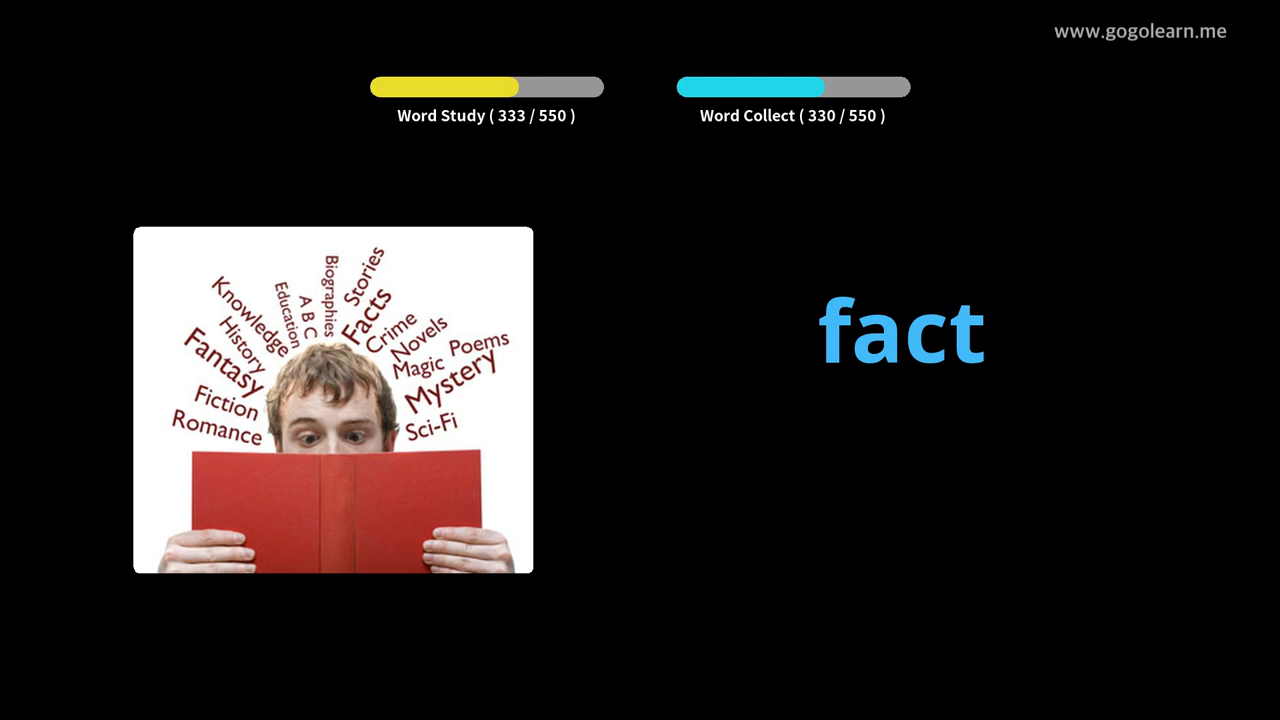 www.gogolearn.me
Word Study ( 333 / 550 )
Word Collect ( 330 / 550 )
Romance
Fiction
Fantasy
History
Knowledge
Education
A B C
Biographies
Stories
Facts
Crime
Novels
Magic
Poems
Mystery
Sci-Fi
fact